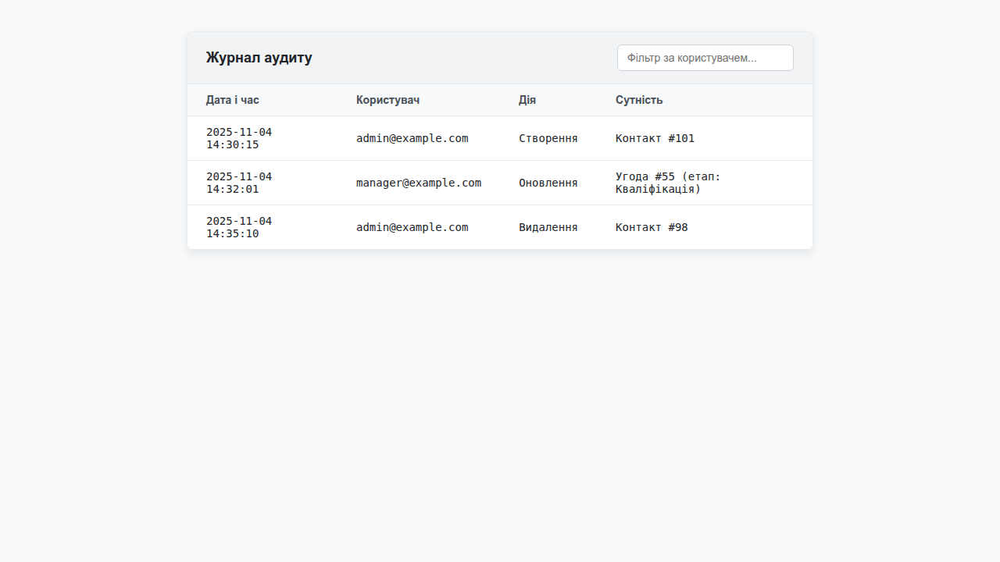 Журнал аудиту
Фільтр за користувачем...
Дата і час Користувач Дія Сутність
2025-11-04
14:30:15
admin@example.com Створення Контакт #101
2025-11-04
14:32:01
manager@example.com Оновлення Угода #55 (етап:
Кваліфікація)
2025-11-04
14:35:10
admin@example.com Видалення Контакт #98